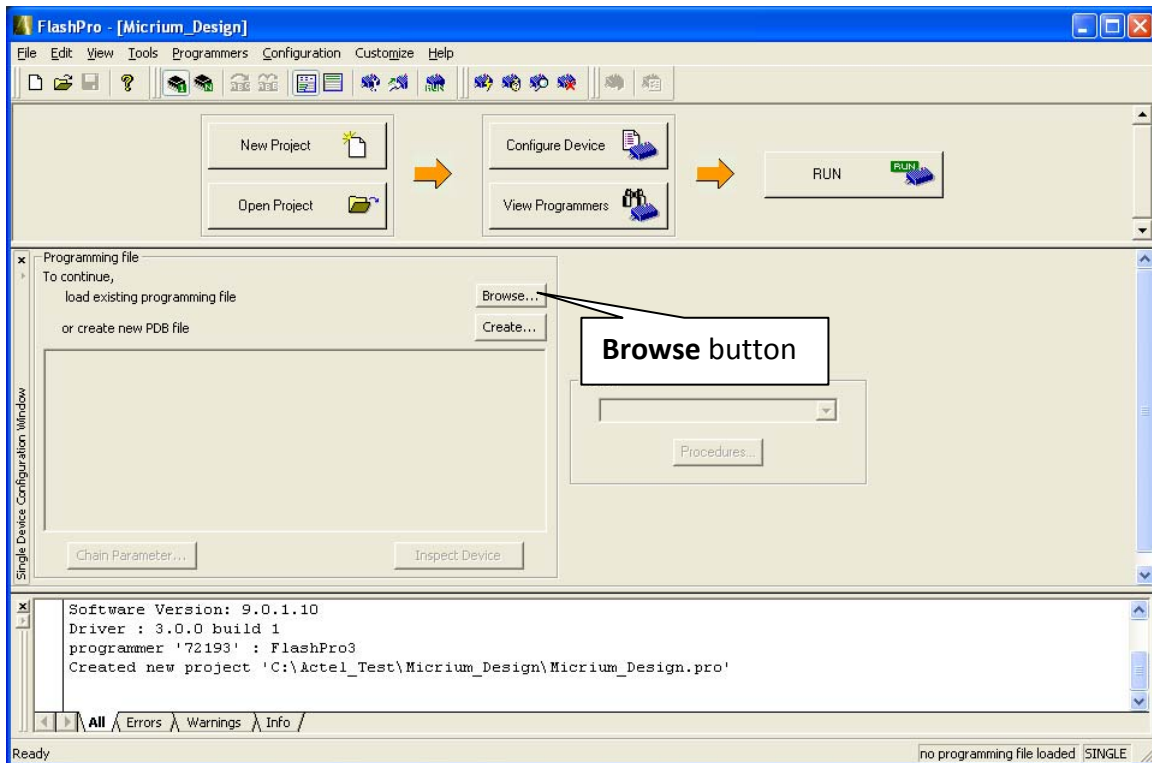 FlashPro - [Micrium_Design]
File Edit View Tools Programmers Configuration Customize Help
New Project
Open Project
Configure Device
View Programmers
RUN
RUN
Programming file
To continue,
load existing programming file
Browse...
or create new PDB file
Create...
Browse button
Procedures...
Chain Parameter...
Inspect Device
Single Device Configuration Window
Software Version: 9.0.1.10
Driver : 3.0.0 build 1
programmer '72193' : FlashPro3
Created new project 'C:\Actel_Test\Micrium_Design\Micrium_Design.pro'
All Errors Warnings Info
Ready
no programming file loaded SINGLE